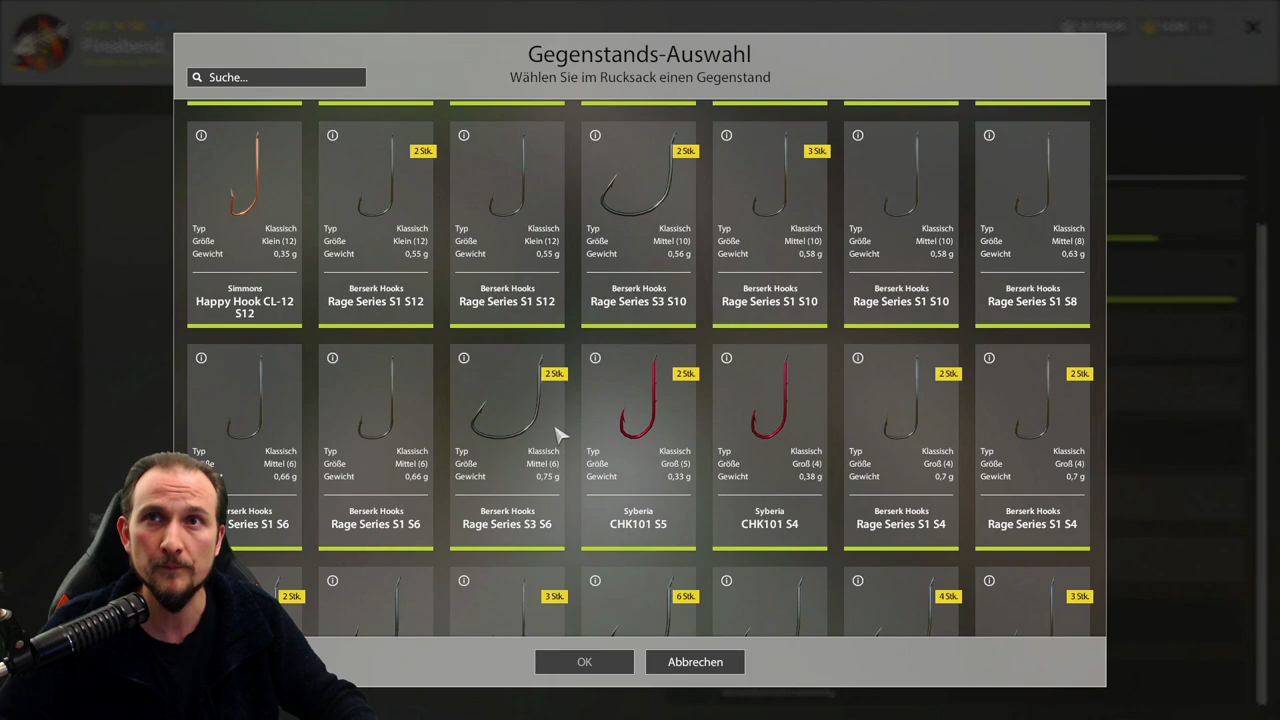 Gegenstands-Auswahl
Suche...
Wählen Sie im Rucksack einen Gegenstand
Typ Klassisch
Größe Klein (12)
Gewicht 0,35 g
Simmons
Happy Hook CL-12
S12
2 Stk.
Typ Klassisch
Größe Klein (12)
Gewicht 0,55 g
Berserk Hooks
Rage Series S1 S12
Typ Klassisch
Größe Klein (12)
Gewicht 0,55 g
Berserk Hooks
Rage Series S1 S12
2 Stk.
Typ Klassisch
Größe Mittel (10)
Gewicht 0,56 g
Berserk Hooks
Rage Series S3 S10
3 Stk.
Typ Klassisch
Größe Mittel (10)
Gewicht 0,58 g
Berserk Hooks
Rage Series S1 S10
Typ Klassisch
Größe Mittel (10)
Gewicht 0,58 g
Berserk Hooks
Rage Series S1 S10
Typ Klassisch
Größe Mittel (8)
Gewicht 0,63 g
Berserk Hooks
Rage Series S1 S8
Typ Klassisch
Größe Mittel (6)
0,66 g
Hooks
Series S1 S6
Typ Klassisch
Größe Mittel (6)
Gewicht 0,66 g
Berserk Hooks
Rage Series S1 S6
2 Stk.
Typ Klassisch
Größe Mittel (6)
Gewicht 0,75 g
Berserk Hooks
Rage Series S3 S6
2 Stk.
Typ Klassisch
Größe Groß (5)
Gewicht 0,33 g
Syberia
CHK101 S5
Typ Klassisch
Größe Groß (4)
Gewicht 0,38 g
Syberia
CHK101 S4
2 Stk.
Typ Klassisch
Größe Groß (4)
Gewicht 0,7 g
Berserk Hooks
Rage Series S1 S4
2 Stk.
Typ Klassisch
Größe Groß (4)
Gewicht 0,7 g
Berserk Hooks
Rage Series S1 S4
2 Stk.
3 Stk.
6 Stk.
4 Stk.
3 Stk.
OK
Abbrechen